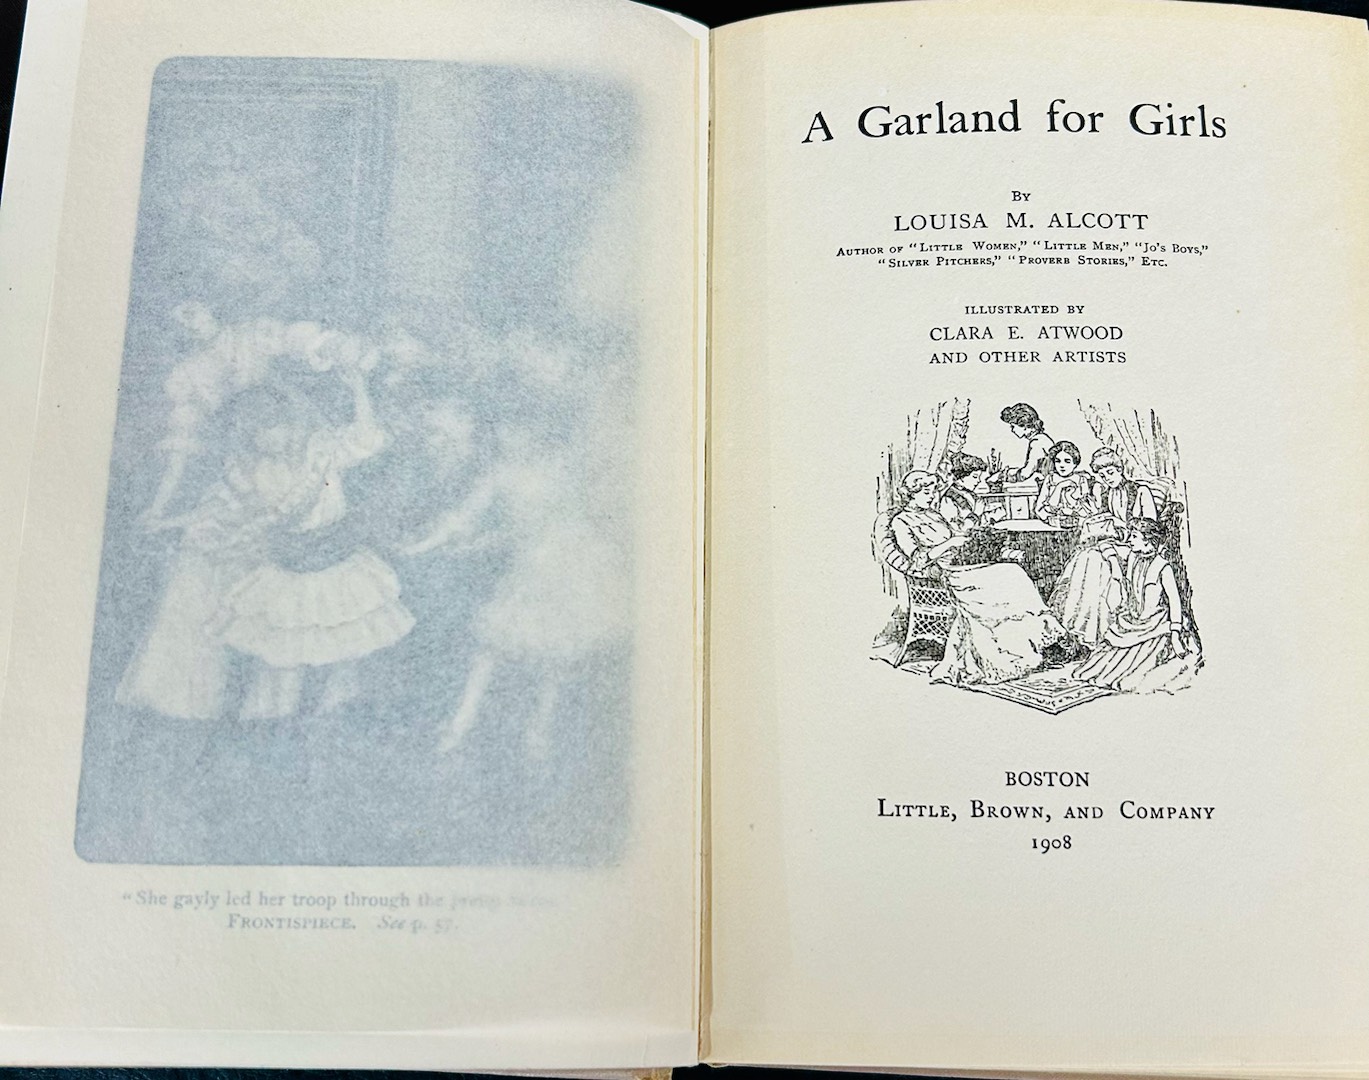 "She gayly led her troop through the
FRONTISPIECE. See p. 57.
A Garland for Girls
BY
LOUISA M. ALCOTT
AUTHOR OF "LITTLE WOMEN," "LITTLE MEN," "JO'S BOYS,"
"SILVER PITCHERS," "PROVERB STORIES," ETC.
ILLUSTRATED BY
CLARA E. ATWOOD
AND OTHER ARTISTS
BOSTON
LITTLE, BROWN, AND COMPANY
1908